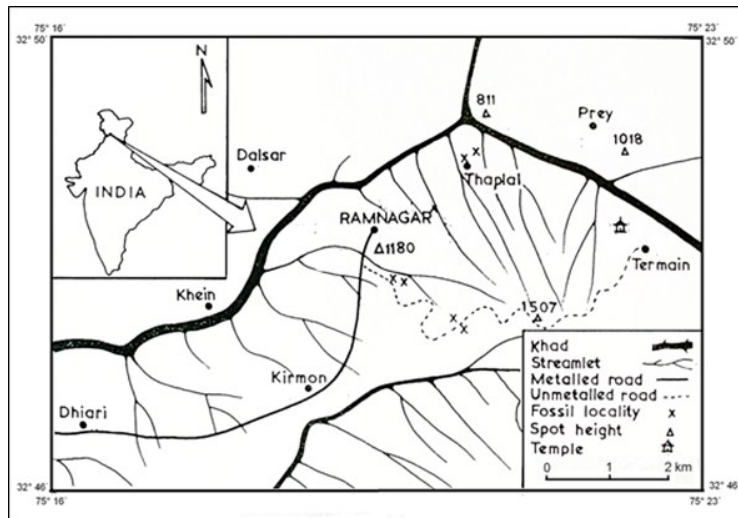 75° 16'
75° 23'
32° 50'
32° 50'
N
INDIA
811
Prey
1018
Dalsar
Thaplal
RAMNAGAR
1180
Termain
Khein
1507
Kirmon
Dhiari
Khad
Streamlet
Metalled road
Unmetalled road
Fossil locality
Spot height
Temple
0 1 2 km
32° 46'
32° 46'
75° 16'
75° 23'